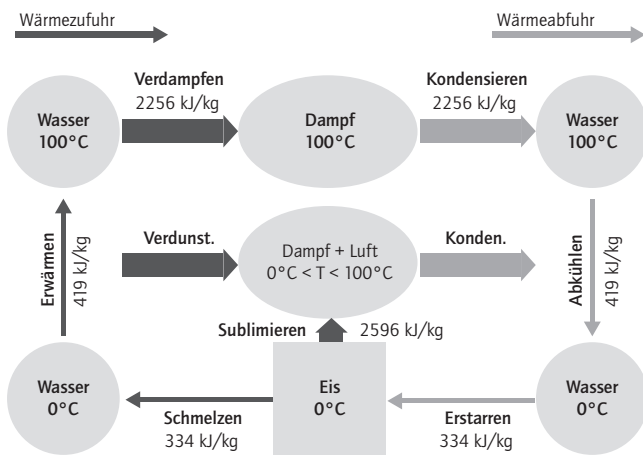 Wärmezufuhr
Wärmeabfuhr
Verdampfen
2256 kJ/kg
Kondensieren
2256 kJ/kg
Wasser
100°C
Dampf
100°C
Wasser
100°C
Erwärmen
419 kJ/kg
Verdunst.
Dampf + Luft
0°C < T < 100°C
Konden.
Abkühlen
419 kJ/kg
Sublimieren
2596 kJ/kg
Wasser
0°C
Eis
0°C
Wasser
0°C
Schmelzen
334 kJ/kg
Erstarren
334 kJ/kg